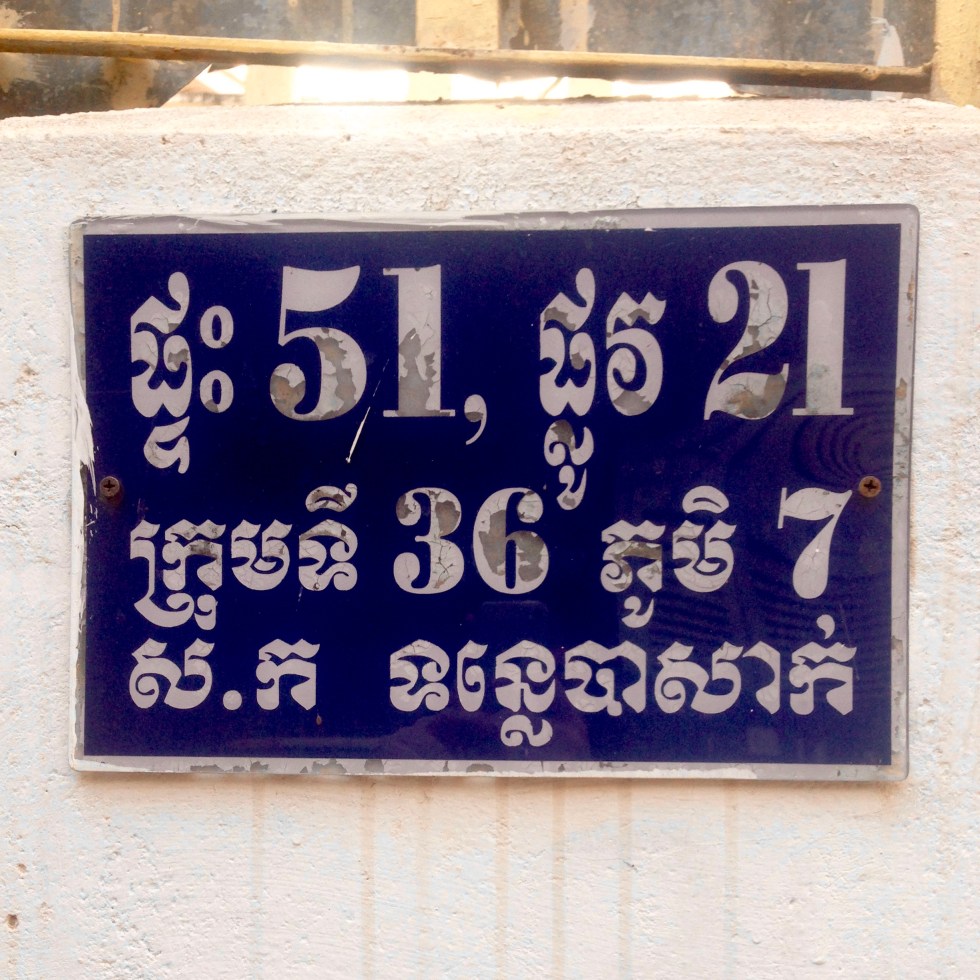 ផ្ទះ 51, ផ្លូវ 21
ក្រុមទី 36 ភូមិ 7
ស.ក ទន្លេបាសាក់